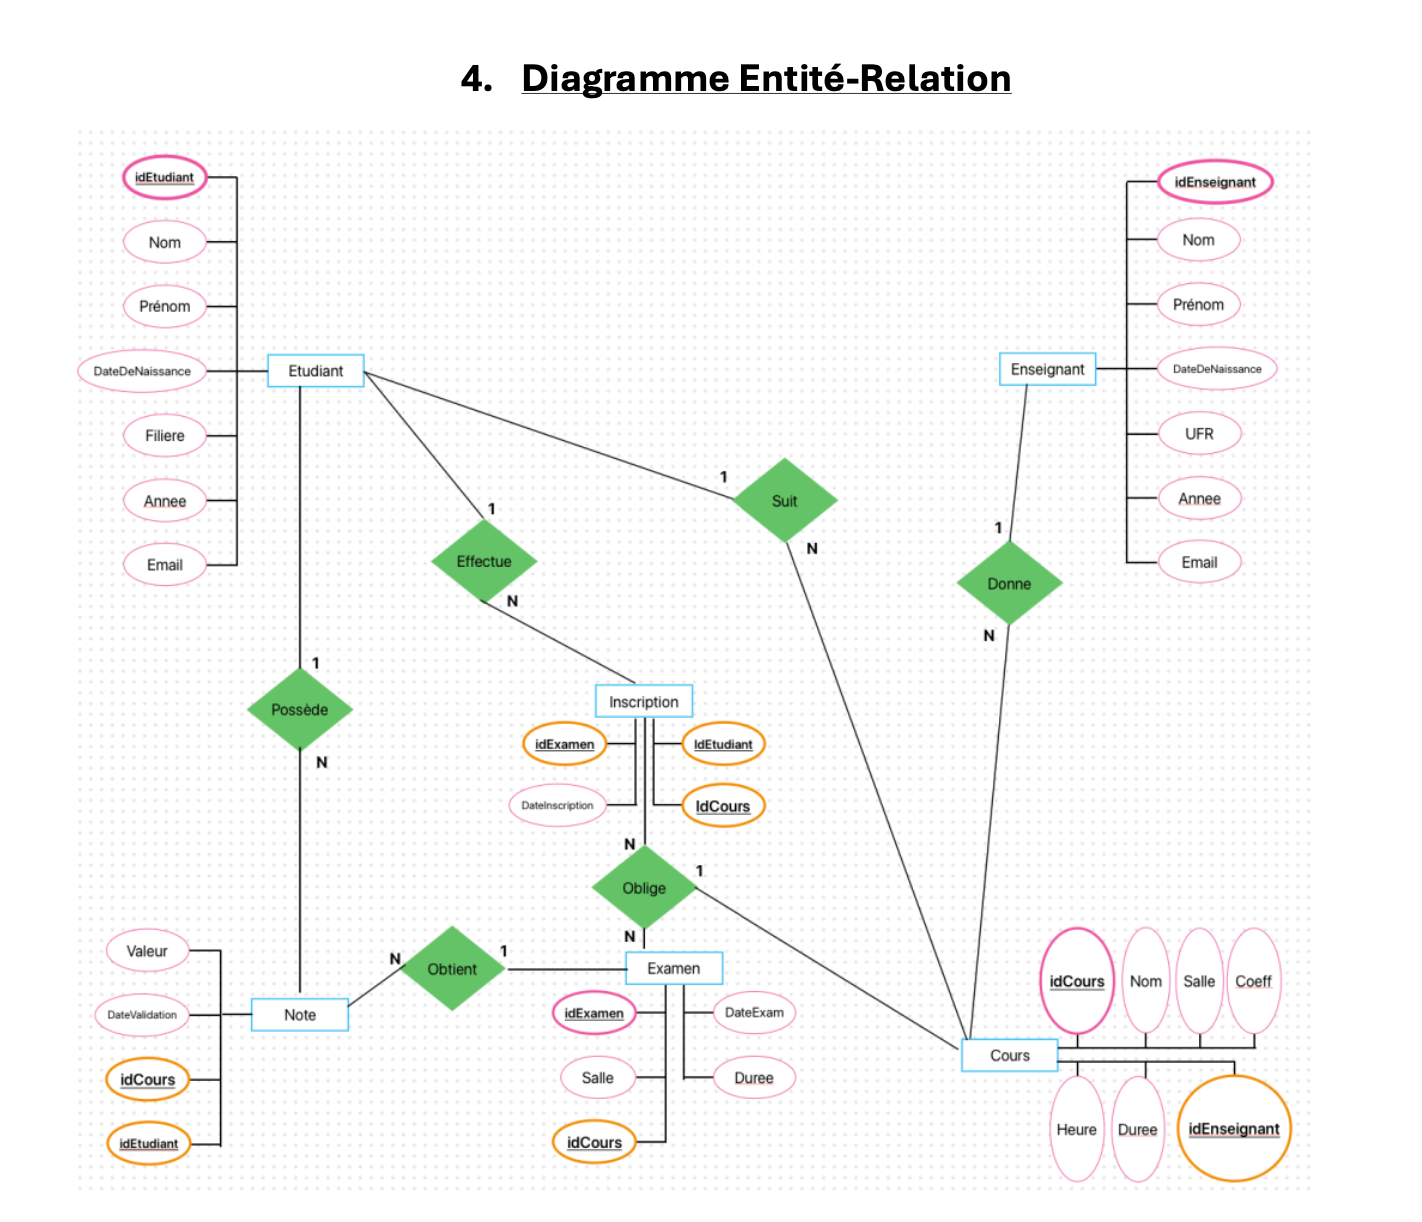 4. Diagramme Entité-Relation
idEtudiant
Nom
Prénom
DateDeNaissance
Filiere
Annee
Email
Etudiant
idEnseignant
Nom
Prénom
DateDeNaissance
UFR
Annee
Email
Enseignant
1
Suit
N
1
Effectue
N
1
Donne
N
1
Possède
N
Inscription
idExamen
IdEtudiant
DateInscription
IdCours
N
1
Oblige
N
N
Obtient
1
Examen
idExamen
DateExam
Salle
Duree
idCours
Valeur
DateValidation
idCours
idEtudiant
Note
idCours
Nom
Salle
Coeff
Cours
Heure
Duree
idEnseignant